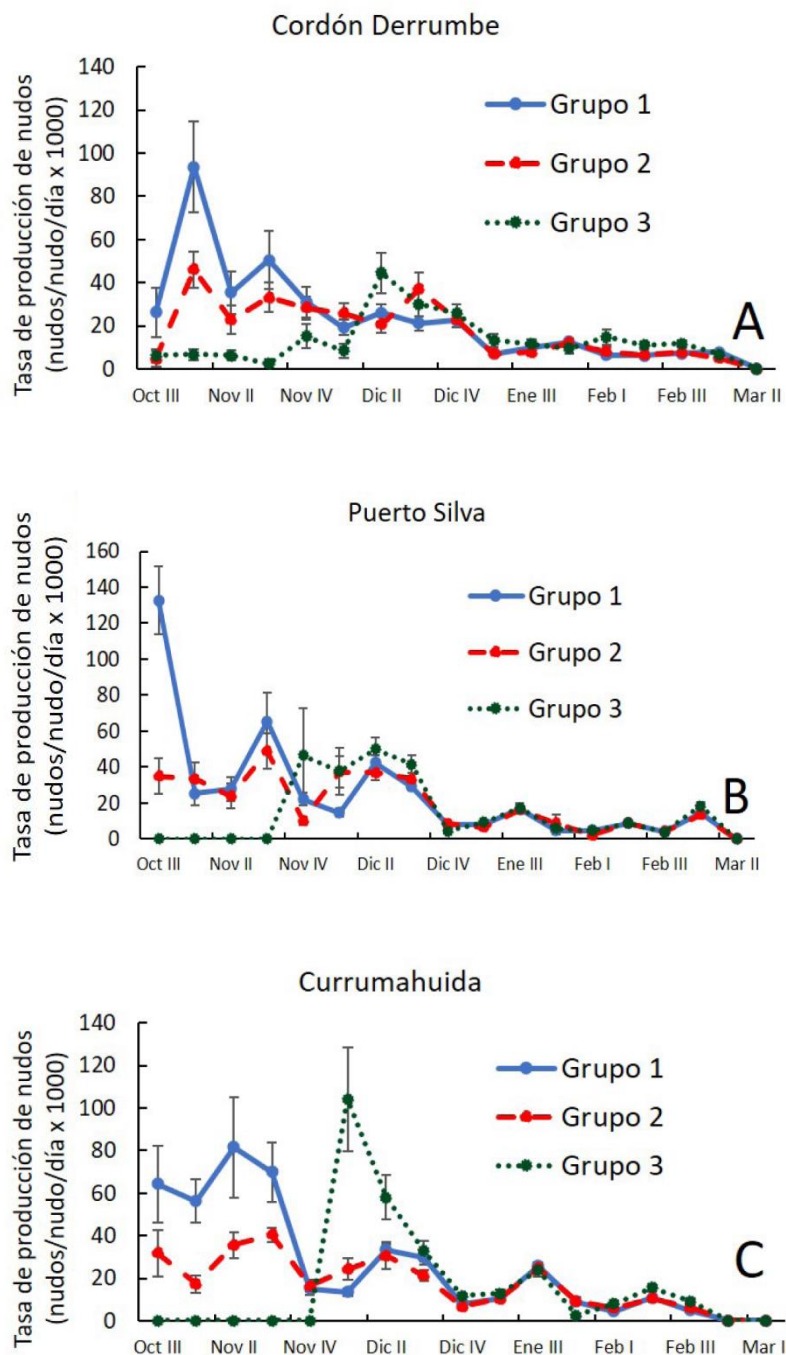 Cordón Derrumbe
Tasa de producción de nudos
(nudos/nudo/día x 1000)
140
120
100
80
60
40
20
0
Grupo 1
Grupo 2
Grupo 3
A
Oct III Nov II Nov IV Dic II Dic IV Ene III Feb I Feb III Mar II
Puerto Silva
Tasa de producción de nudos
(nudos/nudo/día x 1000)
160
140
120
100
80
60
40
20
0
Grupo 1
Grupo 2
Grupo 3
B
Oct III Nov II Nov IV Dic II Dic IV Ene III Feb I Feb III Mar II
Currumahuida
Tasa de producción de nudos
(nudos/nudo/día x 1000)
140
120
100
80
60
40
20
0
Grupo 1
Grupo 2
Grupo 3
C
Oct III Nov II Nov IV Dic II Dic IV Ene III Feb I Feb III Mar I